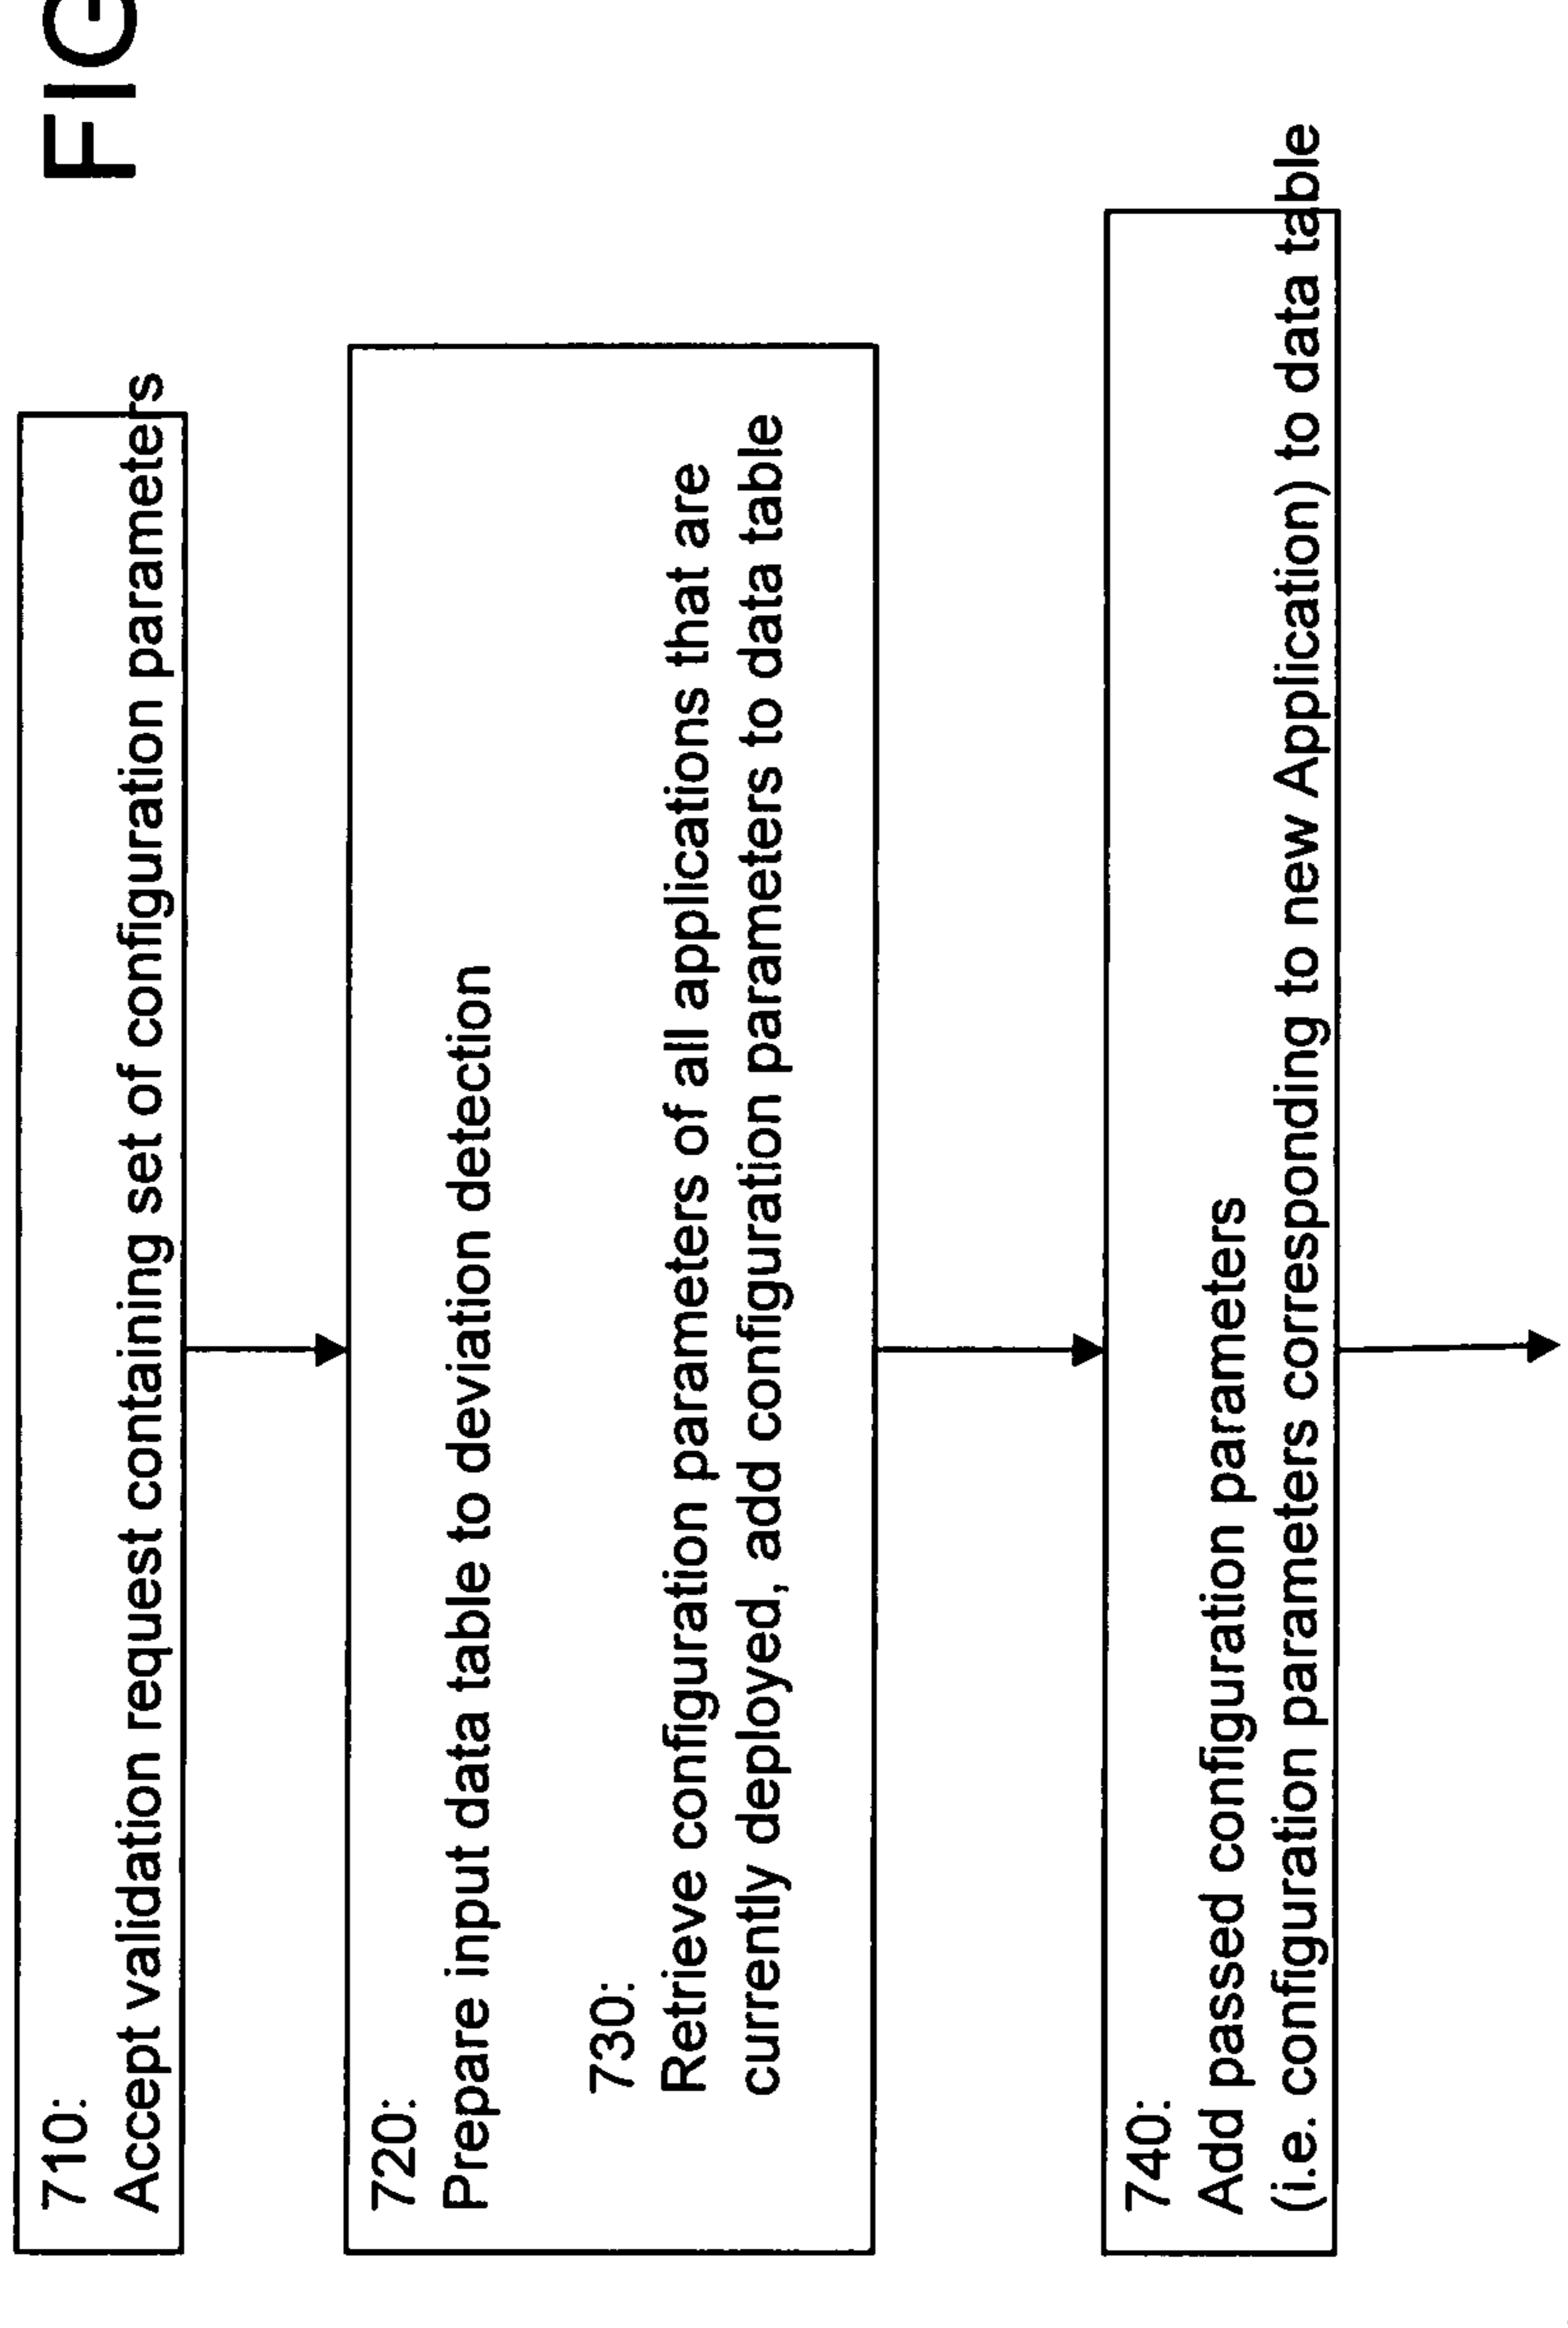 FIG
710:
Accept validation request containing set of configuration parameters
720:
Prepare input data table to deviation detection
730:
Retrieve configuration parameters of all applications that are
currently deployed, add configuration parameters to data table
740:
Add passed configuration parameters
(i.e. configuration parameters corresponding to new Application) to data table